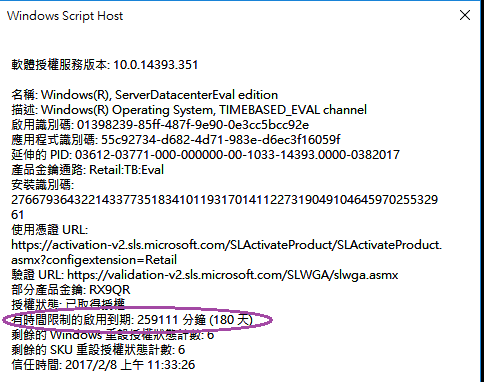 Windows Script Host
軟體授權服務版本: 10.0.14393.351
名稱: Windows(R), ServerDatacenterEval edition
描述: Windows(R) Operating System, TIMEBASED_EVAL channel
啟用識別碼: 01398239-85ff-487f-9e90-0e3cc5bcc92e
應用程式識別碼: 55c92734-d682-4d71-983e-d6ec3f16059f
延伸的 PID: 03612-03771-000-000000-00-1033-14393.0000-0382017
產品金鑰通路: Retail:TB:Eval
安裝識別碼:
276679364322143377351834101193170141122731904910464597025532​9
61
使用憑證 URL:
https://activation-v2.sls.microsoft.com/SLActivateProduct/SLActivateProduct.
asmx?configextension=Retail
驗證 URL: https://validation-v2.sls.microsoft.com/SLWGA/slwga.asmx
部分產品金鑰: RX9QR
授權狀態: 已取得授權
有時間限制的啟用到期: 259111 分鐘 (180 天)
剩餘的 Windows 重設授權狀態計數: 6
剩餘的 SKU 重設授權狀態計數: 6
信任時間: 2017/2/8 上午 11:33:26